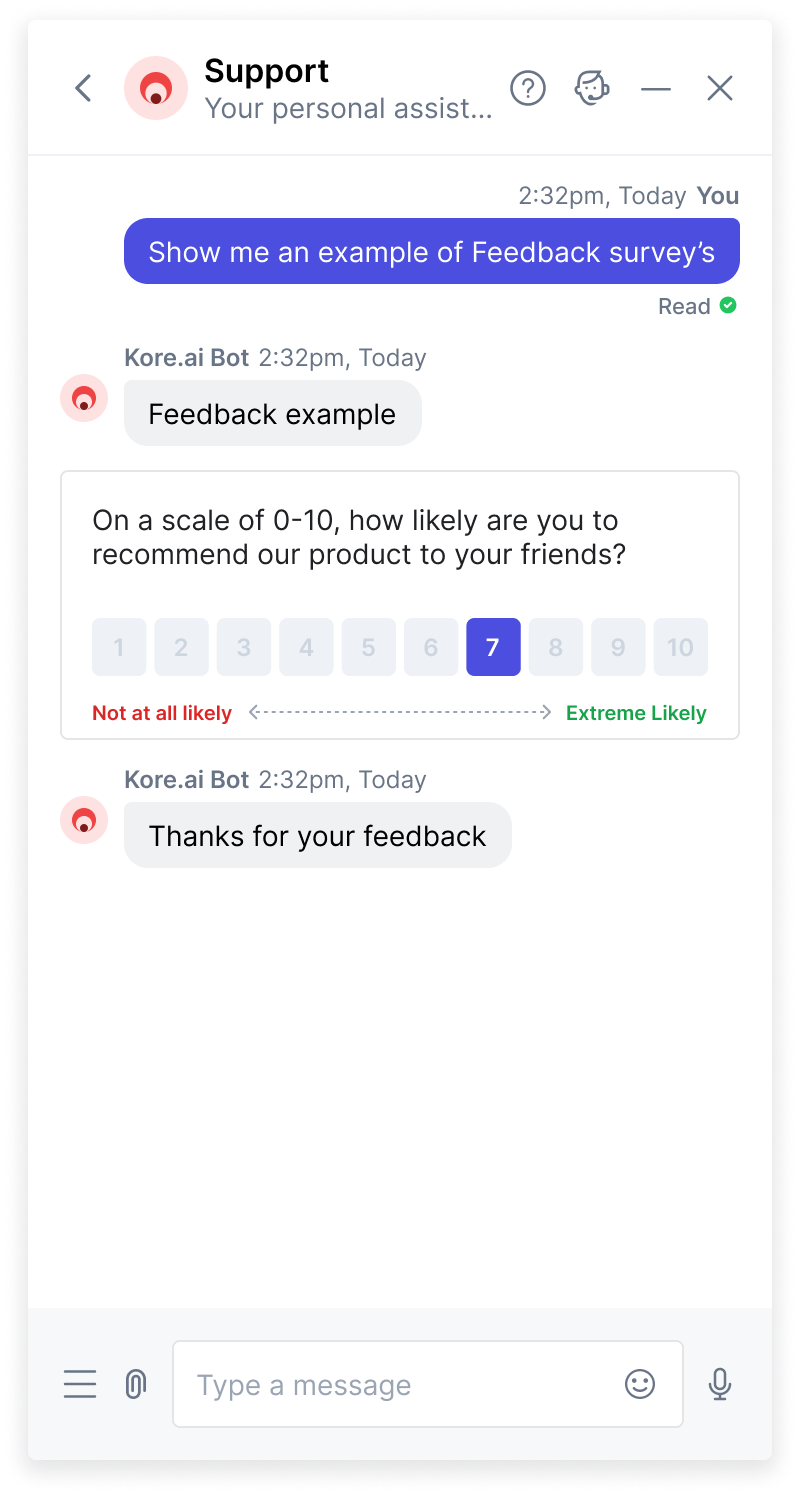 Support
Your personal assist...
2:32pm, Today You
Show me an example of Feedback survey’s
Read
Kore.ai Bot 2:32pm, Today
Feedback example
On a scale of 0-10, how likely are you to
recommend our product to your friends?
1 2 3 4 5 6 7 8 9 10
Not at all likely Extreme Likely
Kore.ai Bot 2:32pm, Today
Thanks for your feedback
Type a message